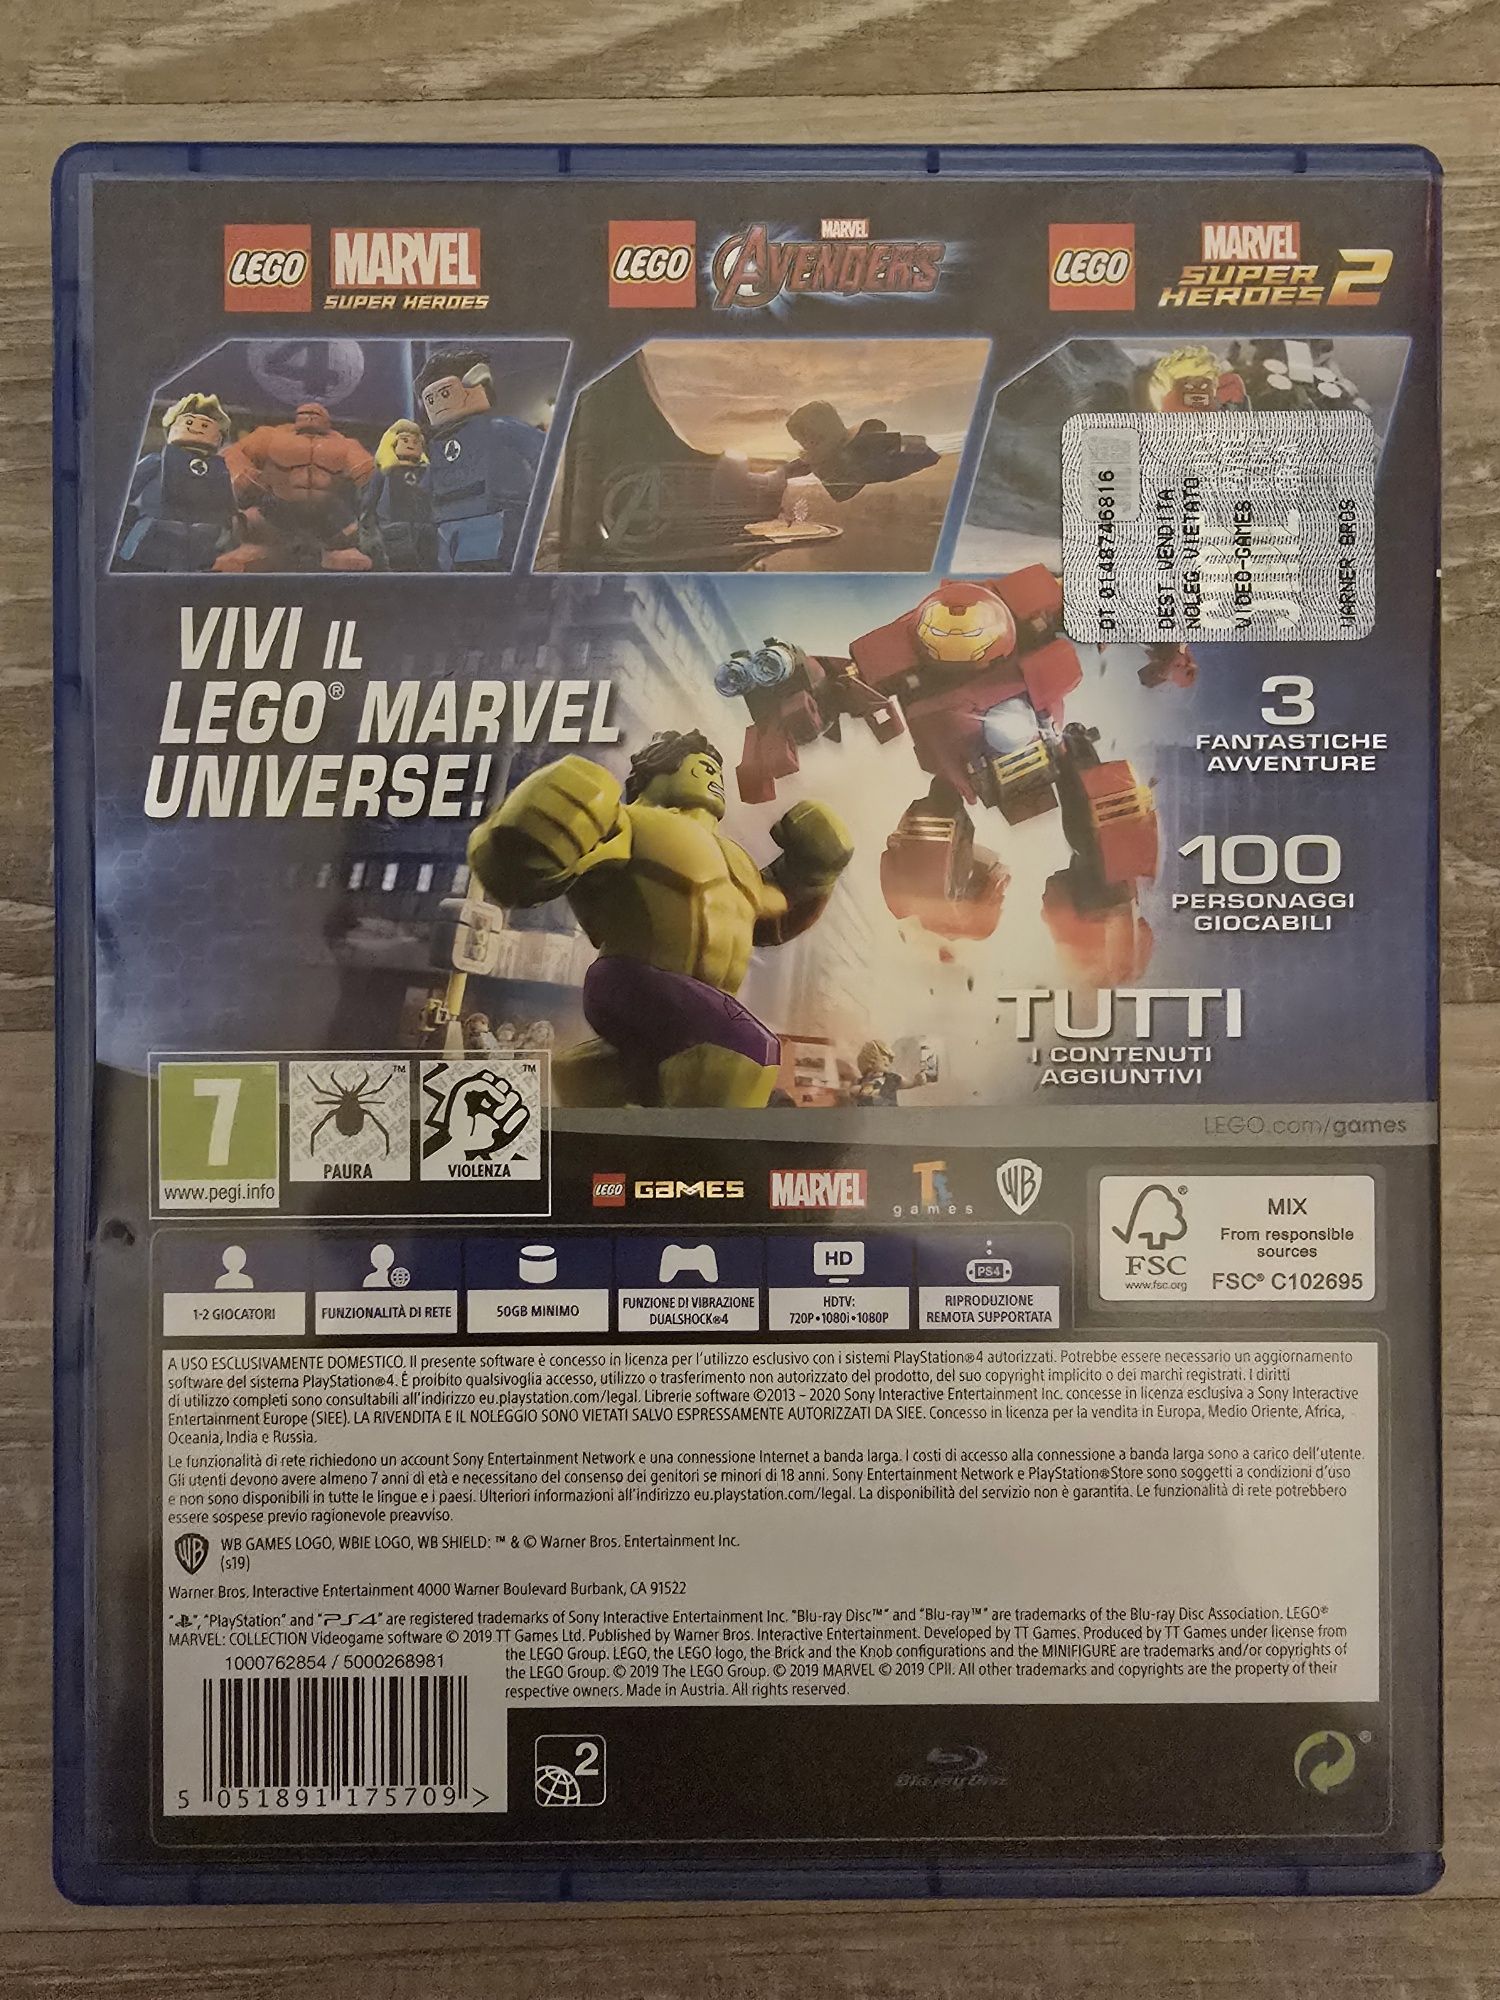 LEGO MARVEL SUPER HEROES
LEGO MARVEL AVENGERS
LEGO MARVEL SUPER HEROES 2
4
DT 0148746816
DEST VENDITA
NOLEG VIETATO
VIDEO-GAMES
WARNER BROS
VIVI IL
LEGO® MARVEL
UNIVERSE!
3
FANTASTICHE
AVVENTURE
100
PERSONAGGI
GIOCABILI
TUTTI
I CONTENUTI
AGGIUNTIVI
LEGO.com/games
7
www.pegi.info
PAURA
VIOLENZA
LEGO GAMES MARVEL TT games WB
FSC®
www.fsc.org
MIX
From responsible
sources
FSC® C102695
1-2 GIOCATORI
FUNZIONALITÀ DI RETE
50GB MINIMO
FUNZIONE DI VIBRAZIONE
DUALSHOCK®4
HD
HDTV:
720P•1080i•1080P
PS4
RIPRODUZIONE
REMOTA SUPPORTATA
A USO ESCLUSIVAMENTE DOMESTICO. Il presente software è concesso in licenza per l'utilizzo esclusivo con i sistemi PlayStation®4 autorizzati. Potrebbe essere necessario un aggiornamento
software del sistema PlayStation®4. È proibito qualsivoglia accesso, utilizzo o trasferimento non autorizzato del prodotto, del suo copyright implicito o dei marchi registrati. I diritti
di utilizzo completi sono consultabili all'indirizzo eu.playstation.com/legal. Librerie software ©2013 – 2020 Sony Interactive Entertainment Inc. concesse in licenza esclusiva a Sony Interactive
Entertainment Europe (SIEE). LA RIVENDITA E IL NOLEGGIO SONO VIETATI SALVO ESPRESSAMENTE AUTORIZZATI DA SIEE. Concesso in licenza per la vendita in Europa, Medio Oriente, Africa,
Oceania, India e Russia.
Le funzionalità di rete richiedono un account Sony Entertainment Network e una connessione Internet a banda larga. I costi di accesso alla connessione a banda larga sono a carico dell'utente.
Gli utenti devono avere almeno 7 anni di età e necessitano del consenso dei genitori se minori di 18 anni. Sony Entertainment Network e PlayStation®Store sono soggetti a condizioni d'uso
e non sono disponibili in tutte le lingue e i paesi. Ulteriori informazioni all'indirizzo eu.playstation.com/legal. La disponibilità del servizio non è garantita. Le funzionalità di rete potrebbero
essere sospese previo ragionevole preavviso.
WB GAMES LOGO, WBIE LOGO, WB SHIELD: ™ & © Warner Bros. Entertainment Inc.
(s19)
Warner Bros. Interactive Entertainment 4000 Warner Boulevard Burbank, CA 91522
"PS", "PlayStation" and "PS4" are registered trademarks of Sony Interactive Entertainment Inc. "Blu-ray Disc™" and "Blu-ray™" are trademarks of the Blu-ray Disc Association. LEGO®
MARVEL: COLLECTION Videogame software © 2019 TT Games Ltd. Published by Warner Bros. Interactive Entertainment. Developed by TT Games. Produced by TT Games under license from
the LEGO Group. LEGO, the LEGO logo, the Brick and the Knob configurations and the MINIFIGURE are trademarks and/or copyrights of
the LEGO Group. © 2019 The LEGO Group. © 2019 MARVEL © 2019 CPII. All other trademarks and copyrights are the property of their
respective owners. Made in Austria. All rights reserved.
1000762854 / 5000268981
5 051891 175709 >
2
Blu-ray Disc